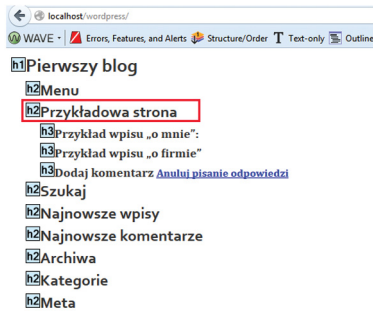 localhost/wordpress/
WAVE Errors, Features, and Alerts Structure/Order T Text-only Outline
h1 Pierwszy blog
h2 Menu
h2 Przykładowa strona
h3 Przykład wpisu „o mnie”:
h3 Przykład wpisu „o firmie”
h3 Dodaj komentarz Anuluj pisanie odpowiedzi
h2 Szukaj
h2 Najnowsze wpisy
h2 Najnowsze komentarze
h2 Archiwa
h2 Kategorie
h2 Meta